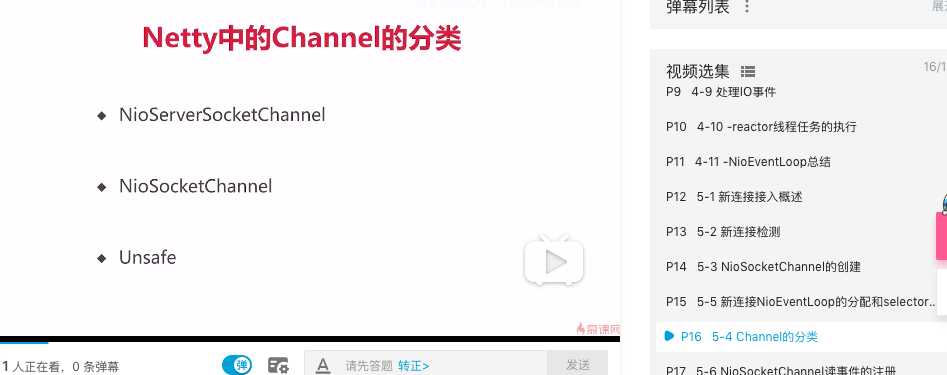 Netty中的Channel的分类
NioServerSocketChannel
NioSocketChannel
Unsafe
慕课网
1 人正在看，0 条弹幕
弹
A 请先答题 转正> 发送
弹幕列表
视频选集
16/1
P9 4-9 处理IO事件
P10 4-10 -reactor线程任务的执行
P11 4-11 -NioEventLoop总结
P12 5-1 新连接接入概述
P13 5-2 新连接检测
P14 5-3 NioSocketChannel的创建
P15 5-5 新连接NioEventLoop的分配和selector...
P16 5-4 Channel的分类
P17 5-6 NioSocketChannel读事件的注册